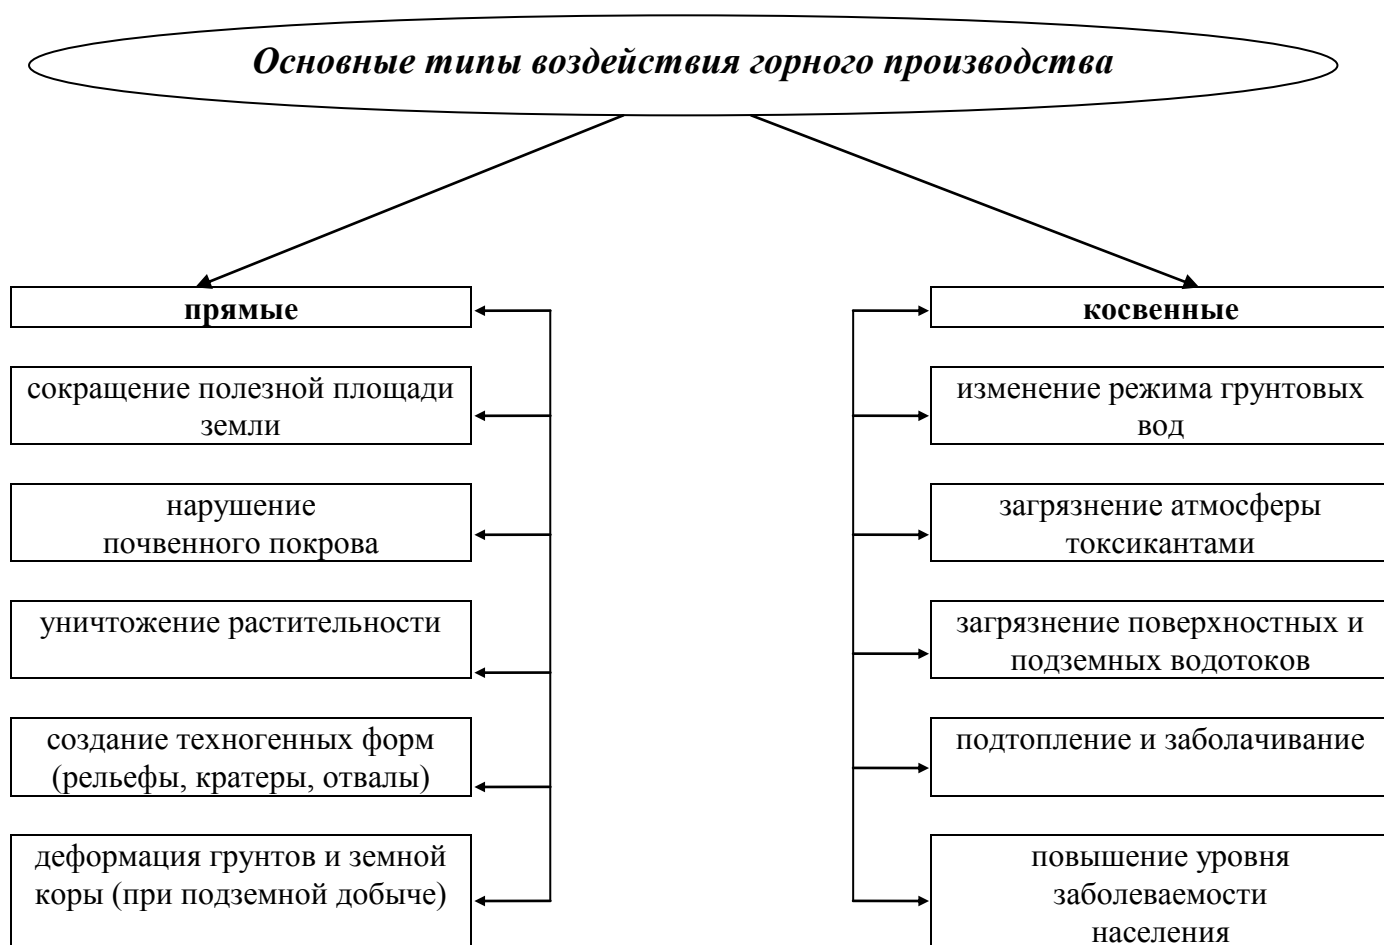 Основные типы воздействия горного производства
прямые
сокращение полезной площади
земли
нарушение
почвенного покрова
уничтожение растительности
создание техногенных форм
(рельефы, кратеры, отвалы)
деформация грунтов и земной
коры (при подземной добыче)
косвенные
изменение режима грунтовых
вод
загрязнение атмосферы
токсикантами
загрязнение поверхностных и
подземных водотоков
подтопление и заболачивание
повышение уровня
заболеваемости
населения